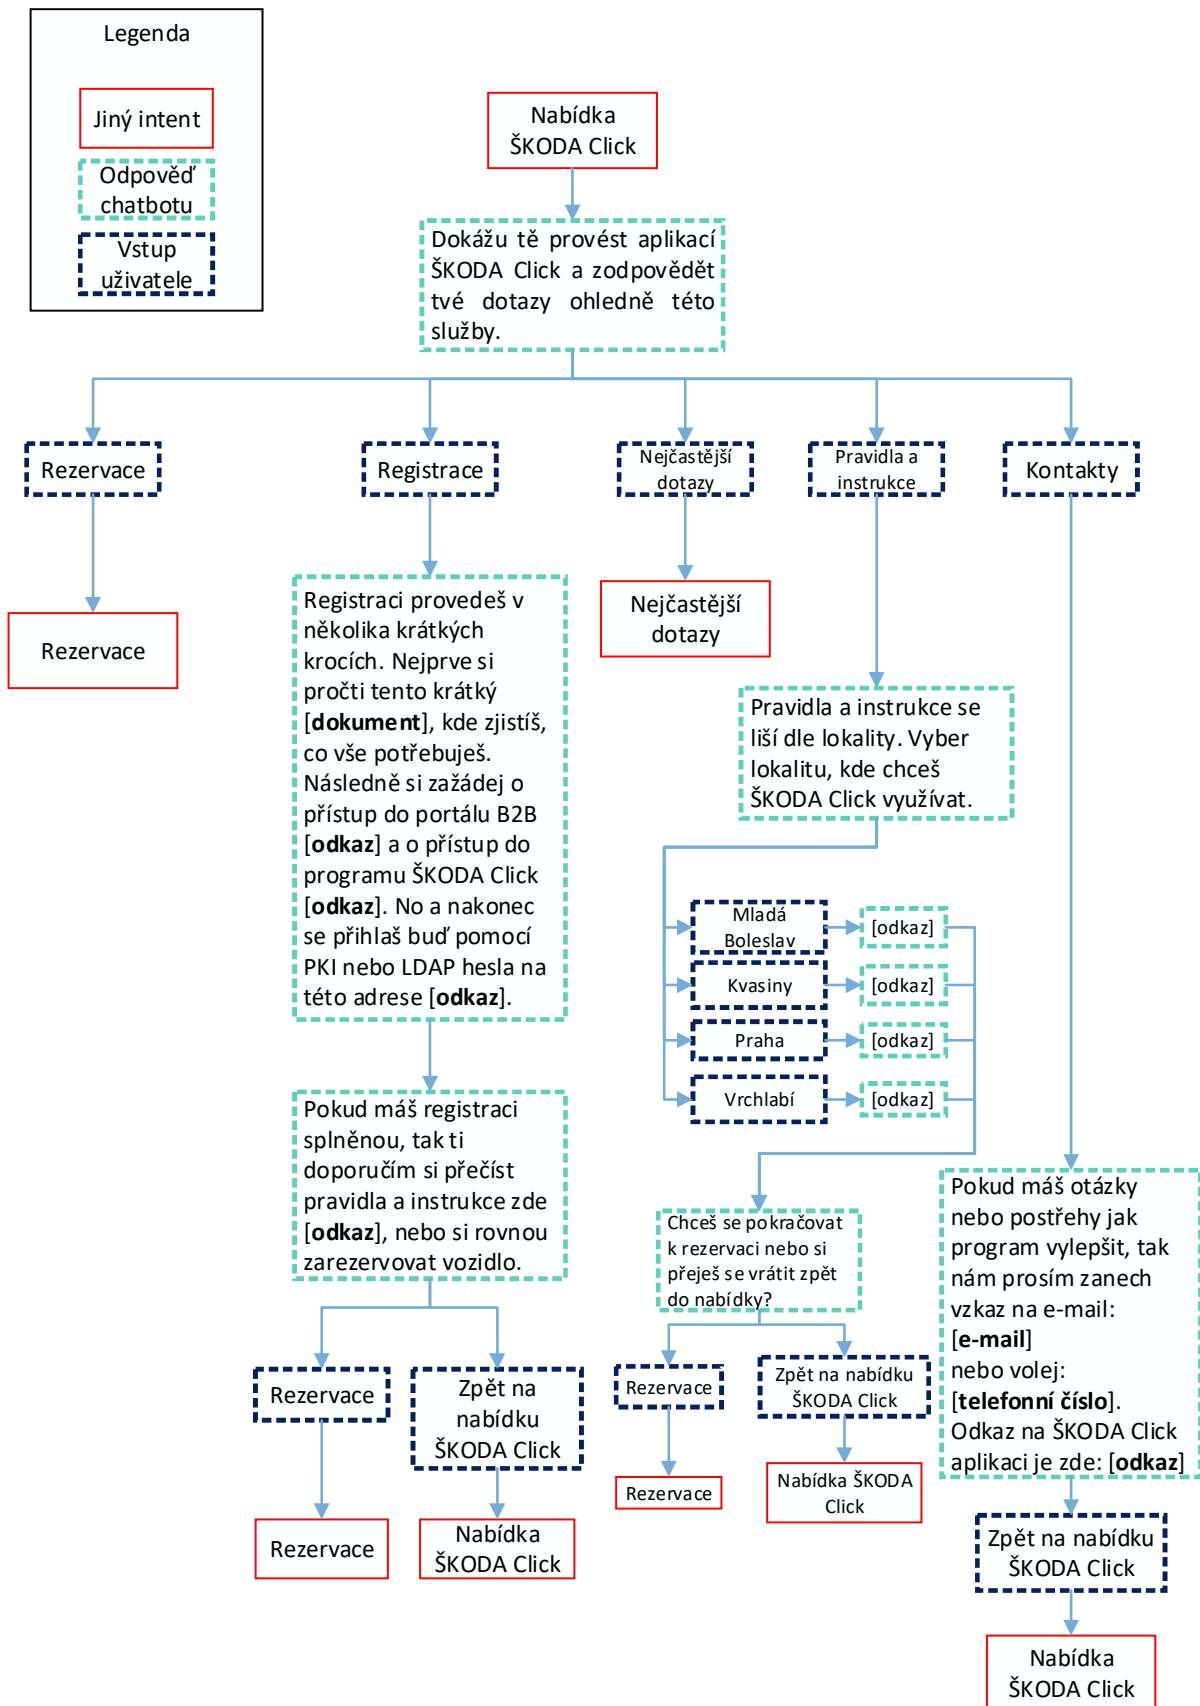 Legenda
Jiný intent
Odpověď
chatbotu
Vstup
uživatele
Nabídka
ŠKODA Click
Dokážu tě provést aplikací
ŠKODA Click a zodpovědět
tvé dotazy ohledně této
služby.
Rezervace
Registrace
Nejčastější
dotazy
Pravidla a
instrukce
Kontakty
Rezervace
Registraci provedeš v
několika krátkých
krocích. Nejprve si
pročti tento krátký
[dokument], kde zjistíš,
co vše potřebuješ.
Následně si zažádej o
přístup do portálu B2B
[odkaz] a o přístup do
programu ŠKODA Click
[odkaz]. No a nakonec
se přihlaš buď pomocí
PKI nebo LDAP hesla na
této adrese [odkaz].
Nejčastější
dotazy
Pravidla a instrukce se
liší dle lokality. Vyber
lokalitu, kde chceš
ŠKODA Click využívat.
Mladá
Boleslav
[odkaz]
Kvasiny
[odkaz]
Praha
[odkaz]
Vrchlabí
[odkaz]
Pokud máš registraci
splněnou, tak ti
doporučím si přečíst
pravidla a instrukce zde
[odkaz], nebo si rovnou
zarezervovat vozidlo.
Chceš se pokračovat
k rezervaci nebo si
přeješ se vrátit zpět
do nabídky?
Pokud máš otázky
nebo postřehy jak
program vylepšit, tak
nám prosím zanech
vzkaz na e-mail:
[e-mail]
nebo volej:
[telefonní číslo].
Odkaz na ŠKODA Click
aplikaci je zde: [odkaz]
Rezervace
Zpět na
nabídku
ŠKODA Click
Rezervace
Zpět na nabídku
ŠKODA Click
Rezervace
Nabídka
ŠKODA Click
Rezervace
Nabídka ŠKODA
Click
Zpět na nabídku
ŠKODA Click
Nabídka
ŠKODA Click